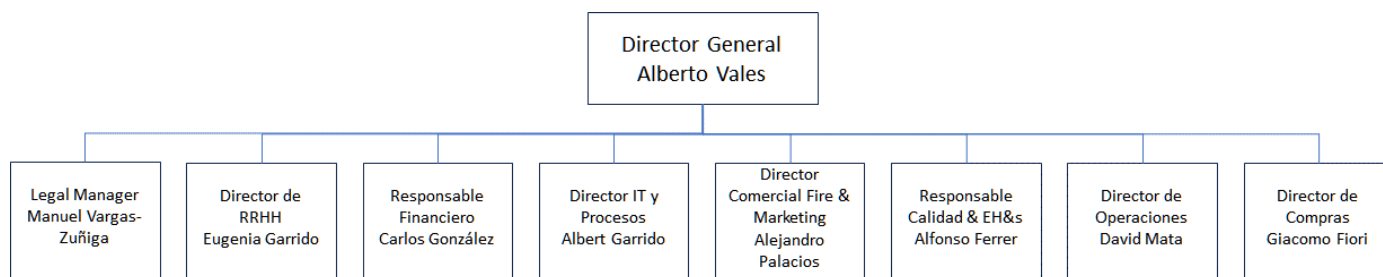 Director General
Alberto Vales
Legal Manager
Manuel Vargas-
Zuñiga
Director de
RRHH
Eugenia Garrido
Responsable
Financiero
Carlos González
Director IT y
Procesos
Albert Garrido
Director
Comercial Fire &
Marketing
Alejandro
Palacios
Responsable
Calidad & EH&s
Alfonso Ferrer
Director de
Operaciones
David Mata
Director de
Compras
Giacomo Fiori